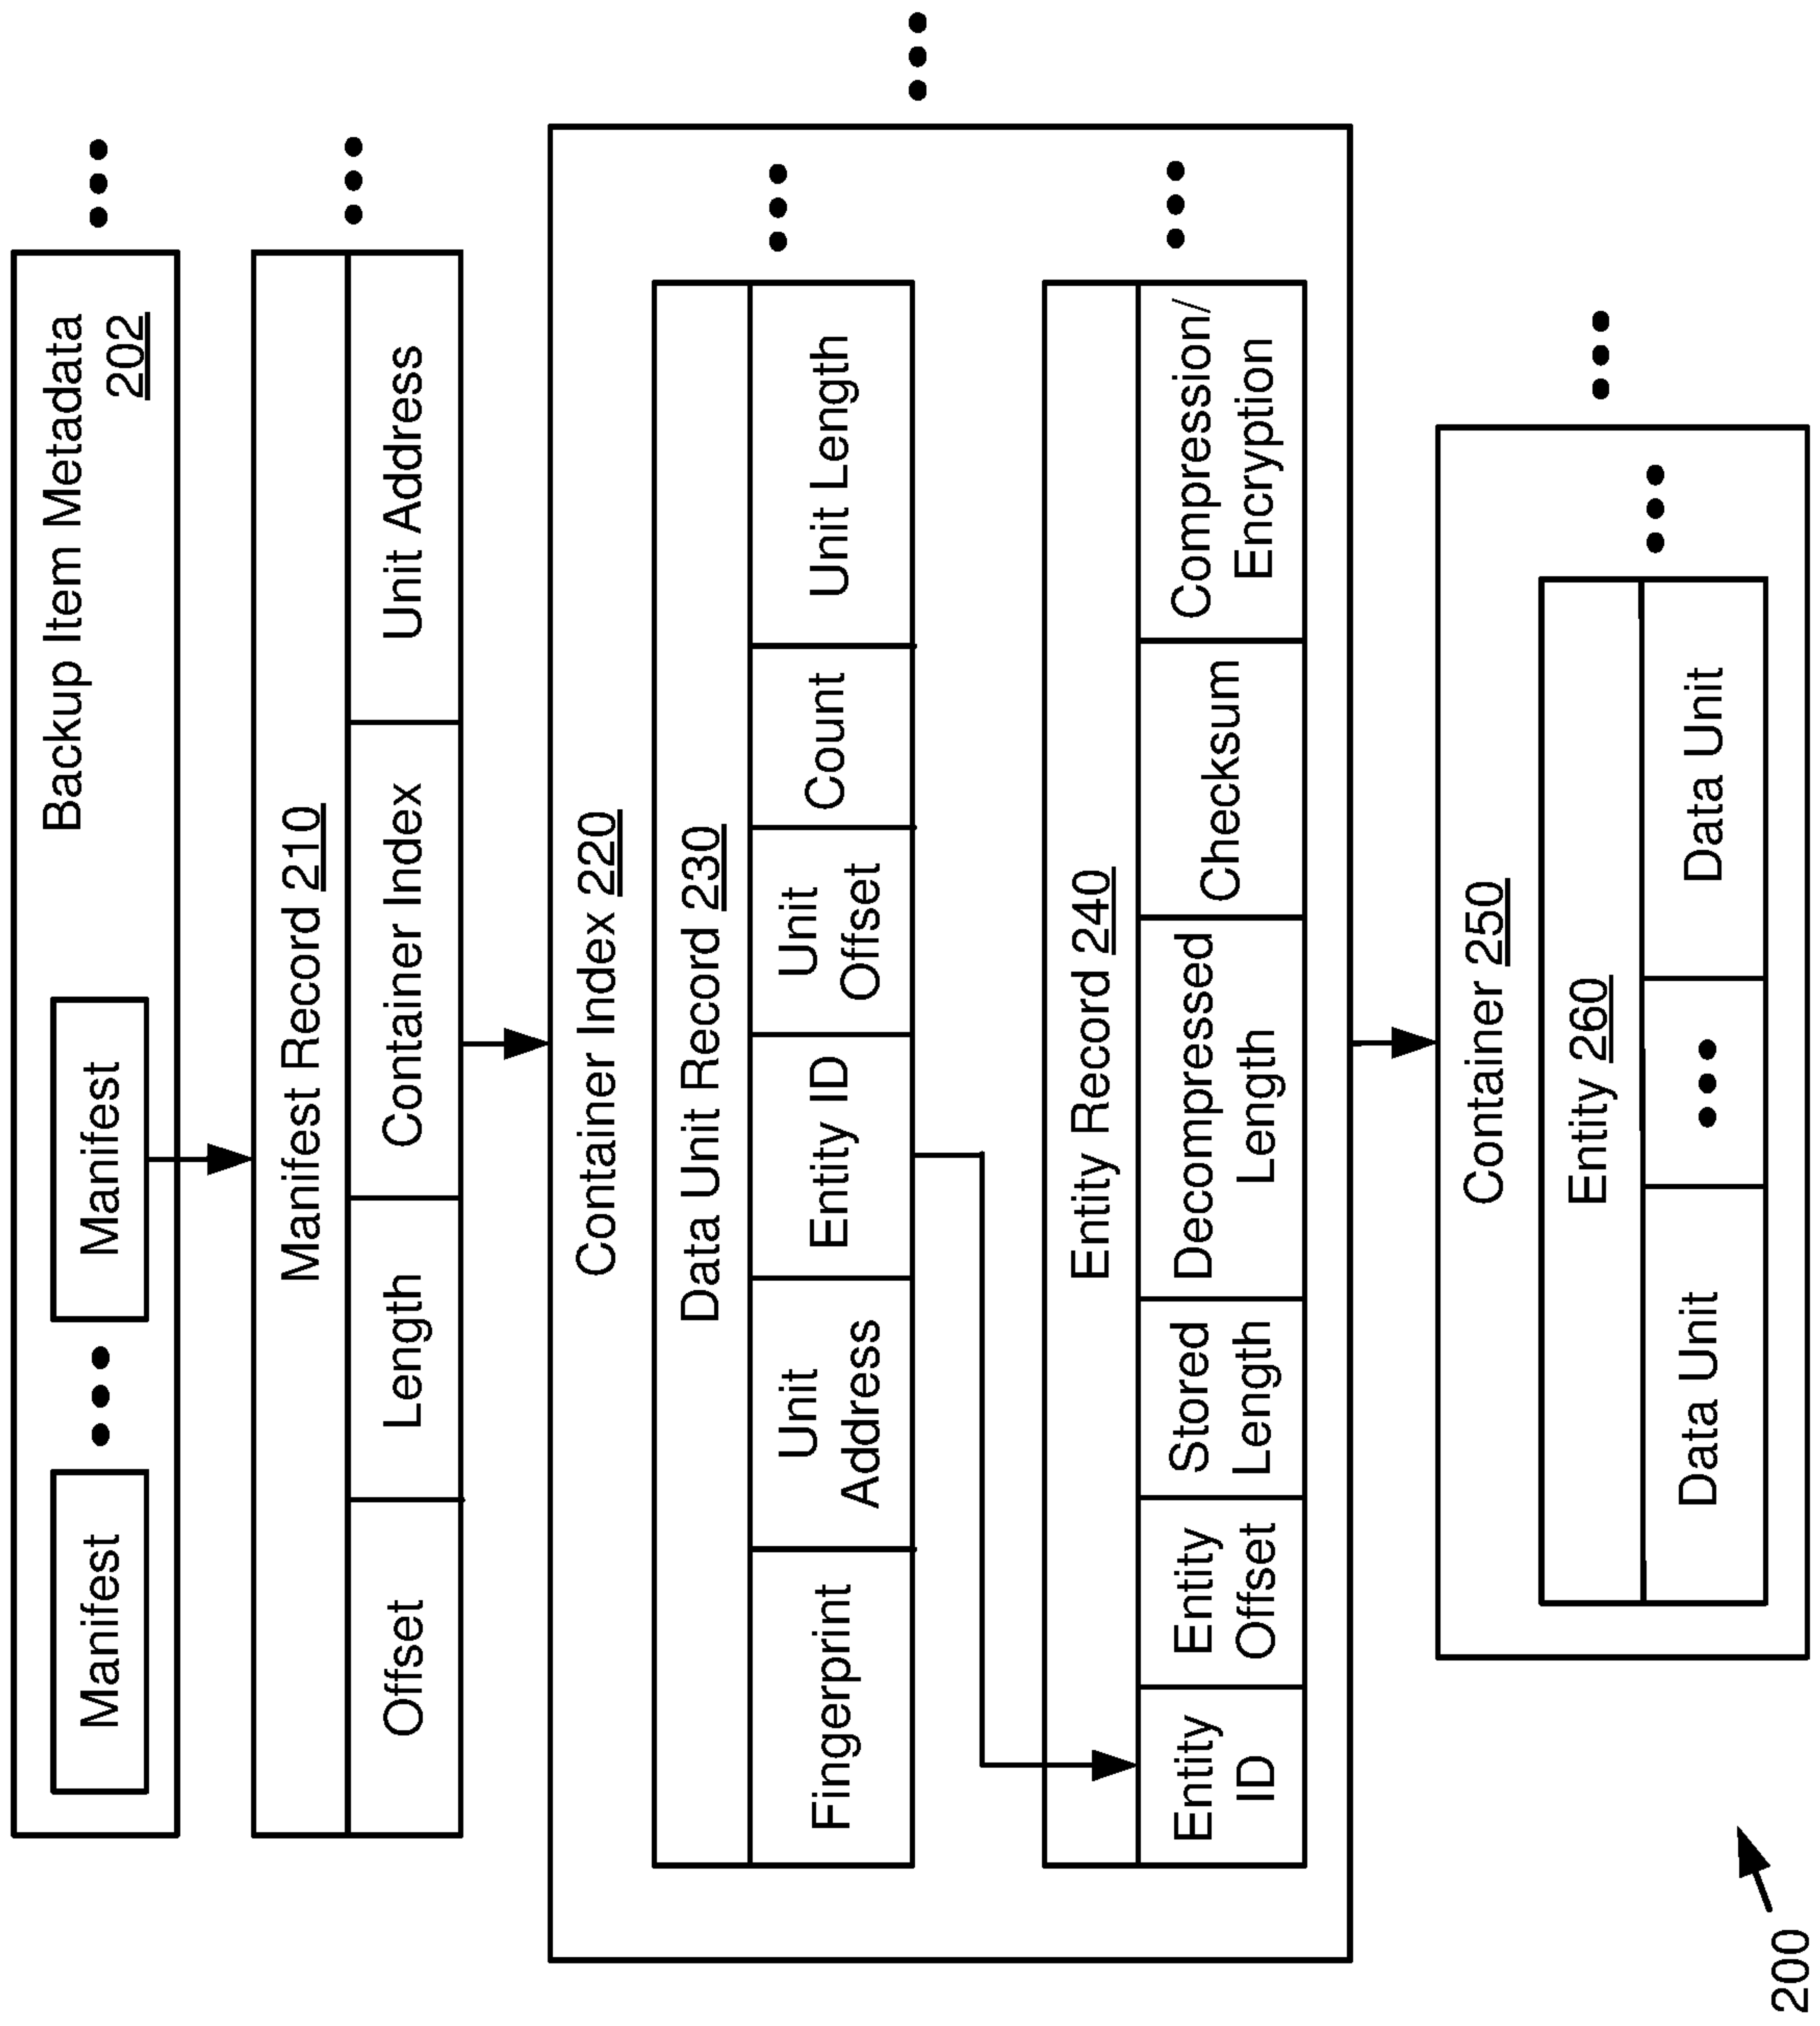 Backup Item Metadata
202
Manifest
Manifest
Manifest Record 210
Offset
Length
Container Index
Unit Address
Container Index 220
Data Unit Record 230
Fingerprint
Unit
Address
Entity ID
Unit
Offset
Count
Unit Length
Entity Record 240
Entity
ID
Entity
Offset
Stored
Length
Decompressed
Length
Checksum
Compression/
Encryption
Container 250
Entity 260
Data Unit
Data Unit
200